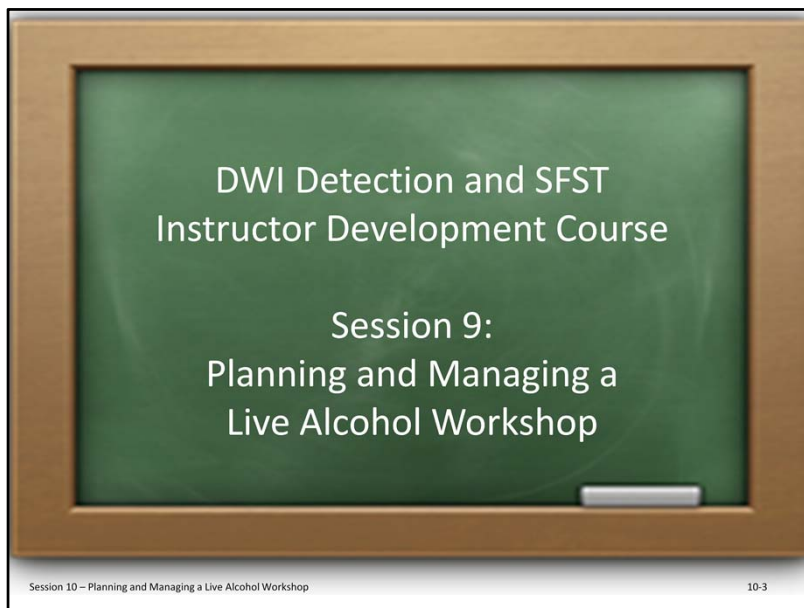 DWI Detection and SFST
Instructor Development Course
Session 9:
Planning and Managing a
Live Alcohol Workshop
Session 10 – Planning and Managing a Live Alcohol Workshop
10-3